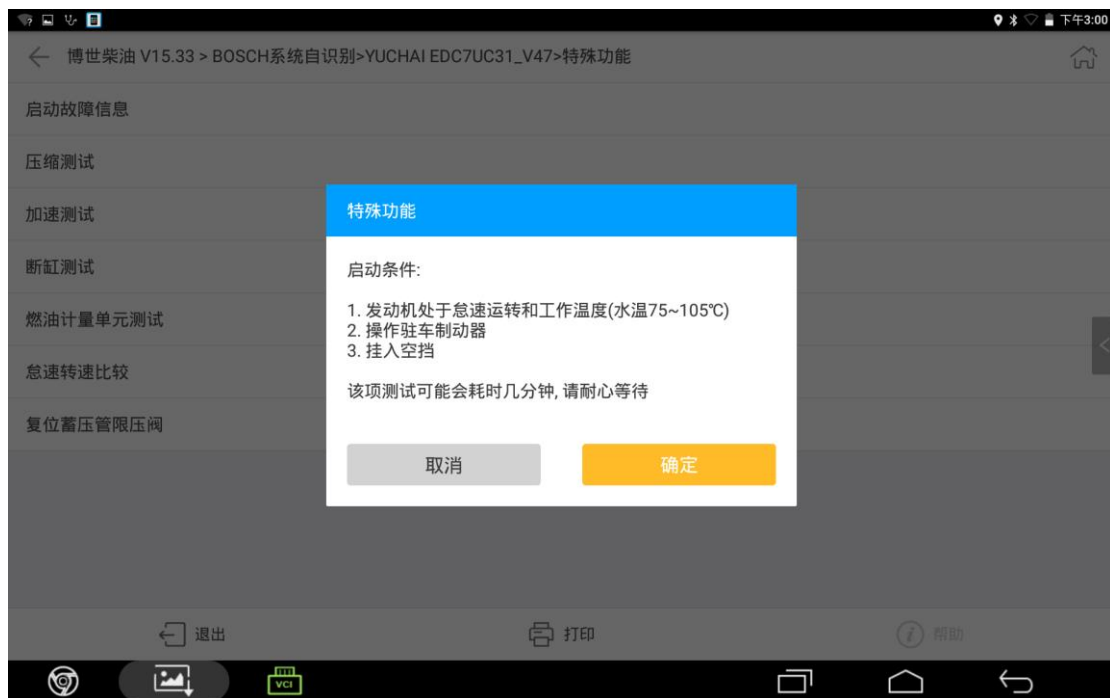 下午3:00
博世柴油 V15.33 > BOSCH系统自识别>YUCHAI EDC7UC31_V47>特殊功能
启动故障信息
压缩测试
加速测试
断缸测试
燃油计量单元测试
怠速转速比较
复位蓄压管限压阀
特殊功能
启动条件:
1. 发动机处于怠速运转和工作温度(水温75~105℃)
2. 操作驻车制动器
3. 挂入空挡
该项测试可能会耗时几分钟, 请耐心等待
取消
确定
退出
打印
帮助
VCI